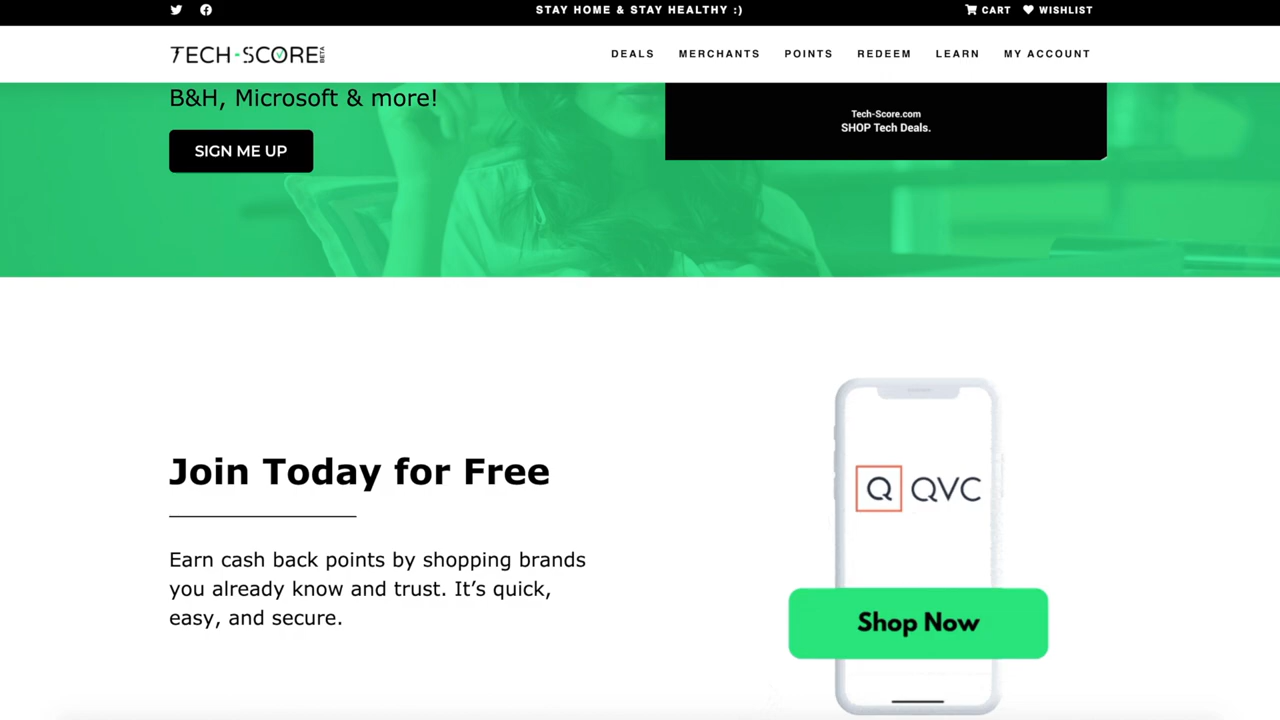 STAY HOME & STAY HEALTHY :)
CART
WISHLIST
TECH-SCORE BETA
DEALS
MERCHANTS
POINTS
REDEEM
LEARN
MY ACCOUNT
B&H, Microsoft & more!
SIGN ME UP
Tech-Score.com
SHOP Tech Deals.
Join Today for Free
Earn cash back points by shopping brands
you already know and trust. It’s quick,
easy, and secure.
Q QVC
Shop Now